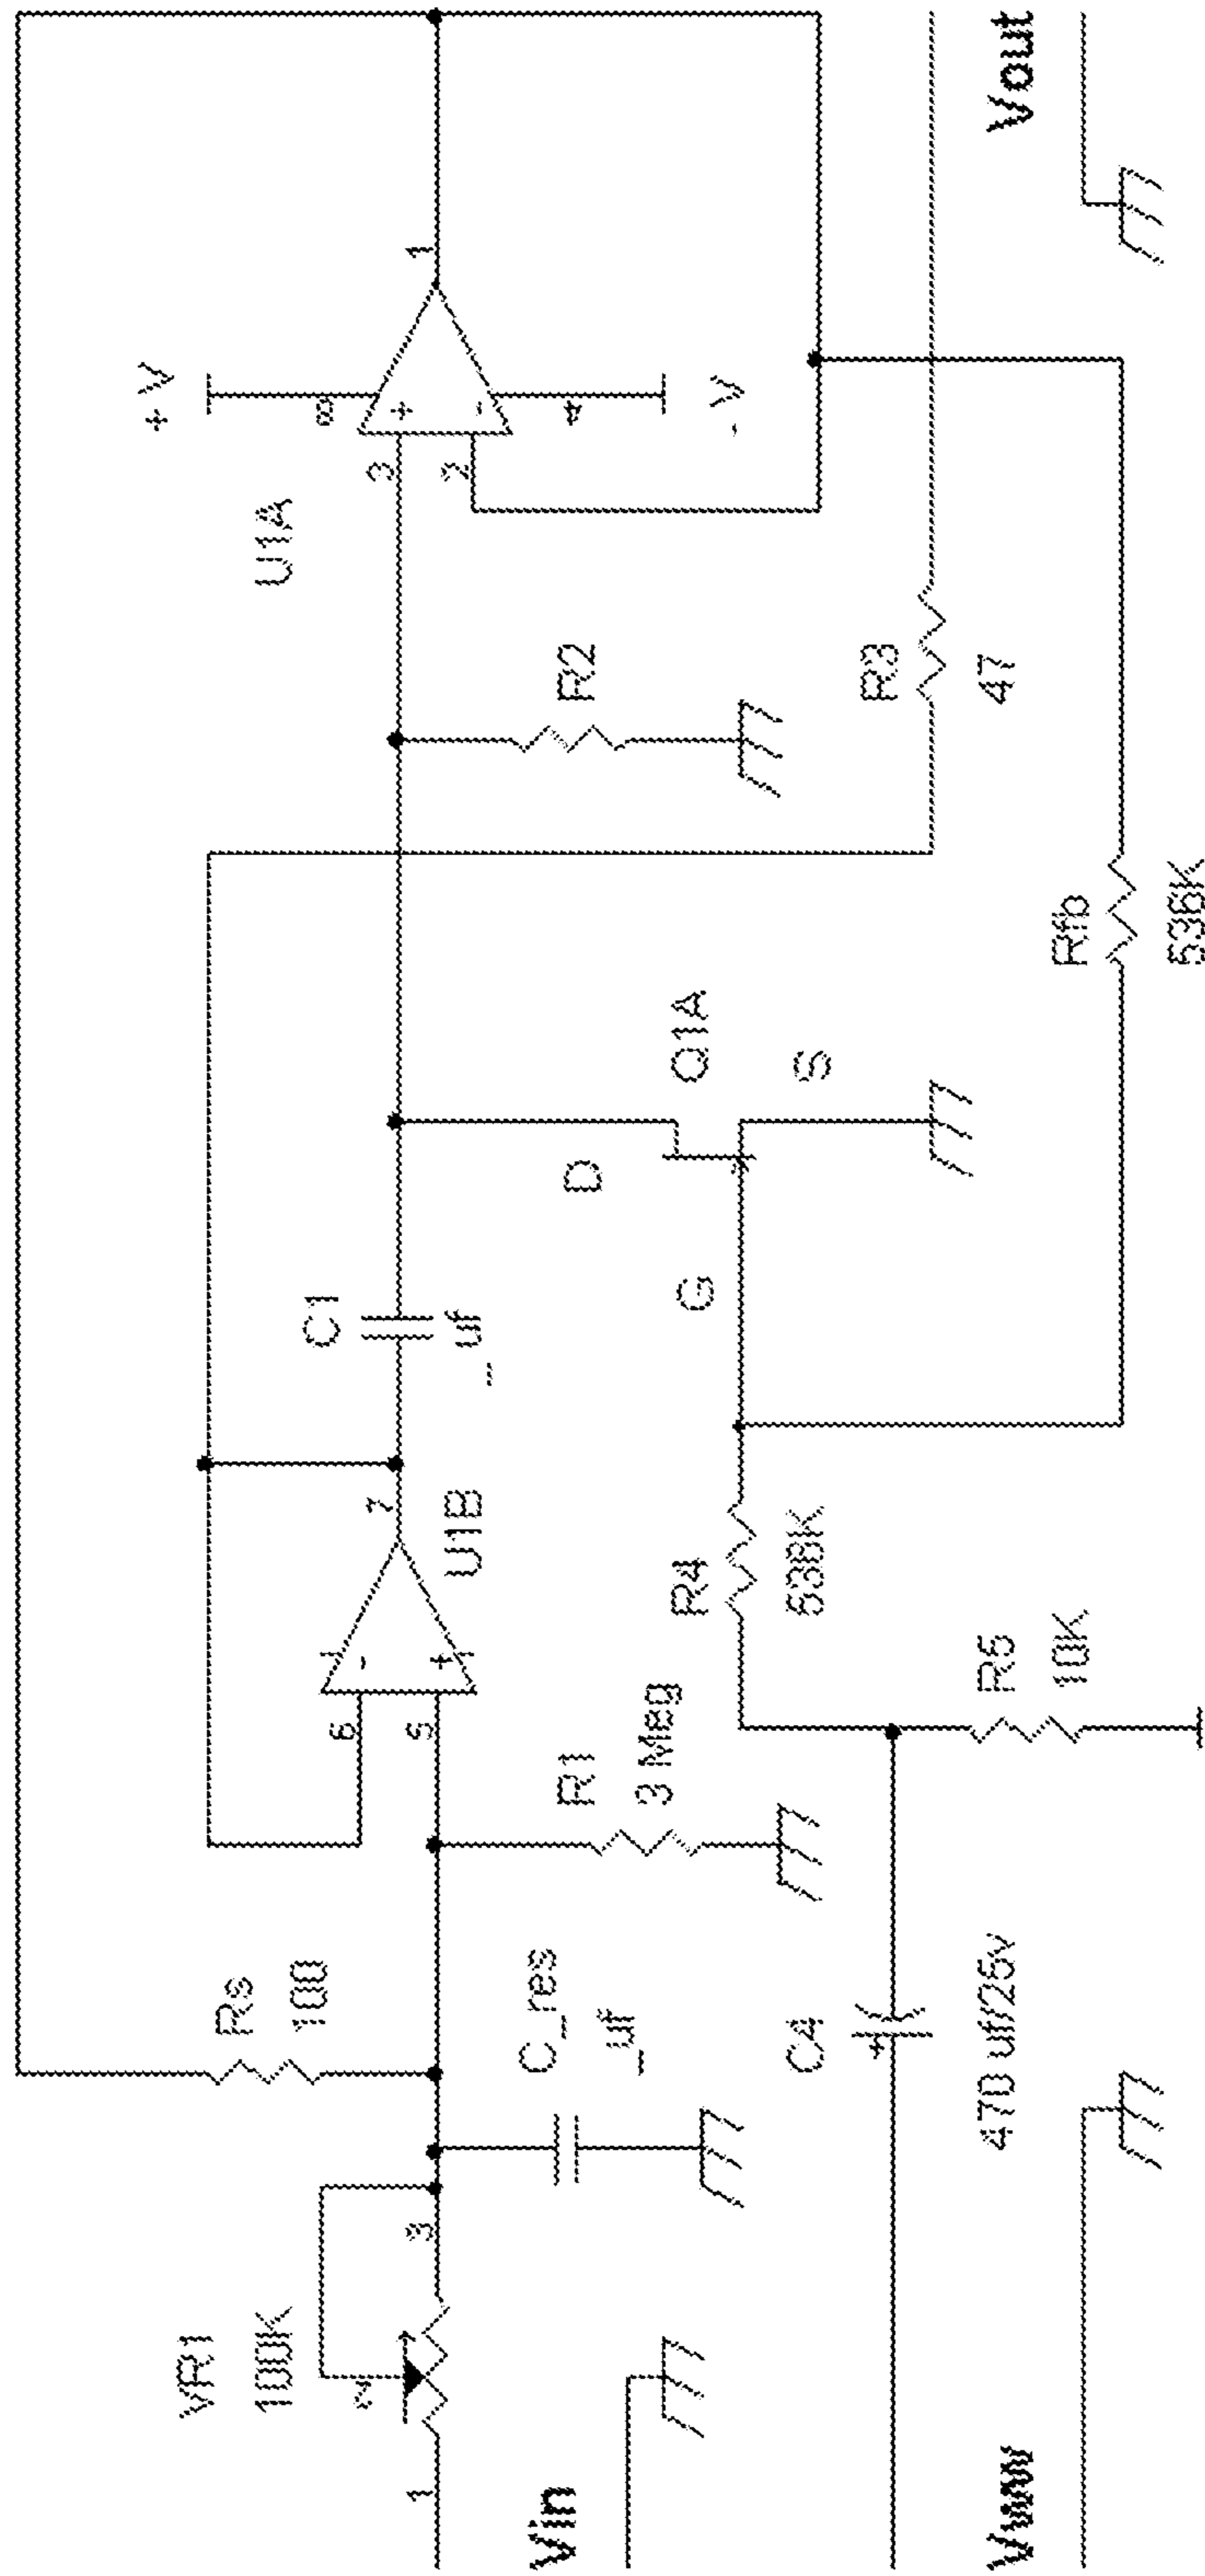 VR1
100K
1
2
3
Vin
Rs
100
C_res
_uf
R1
3 Meg
6
5
7
U1B
C1
_uf
D
G
Q1A
S
R2
U1A
3
2
8
4
1
+V
-V
R3
47
Vout
Rfb
536K
R4
536K
R5
10K
C4
470 uf/25v
Vww